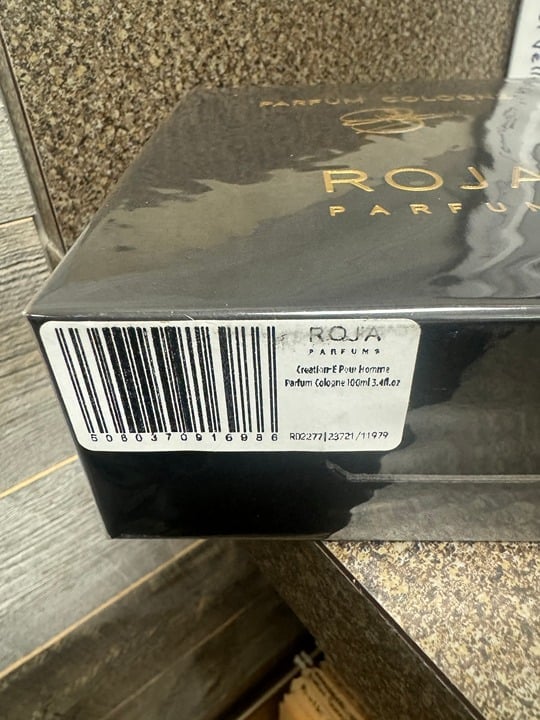 PARFUM COLOGNE
ROJA
PARFUM
ROJA
PARFUMS
Creation-E Pour Homme
Parfum Cologne 100ml 3.4fl.oz
5060370916986
RD2277|23721/11979